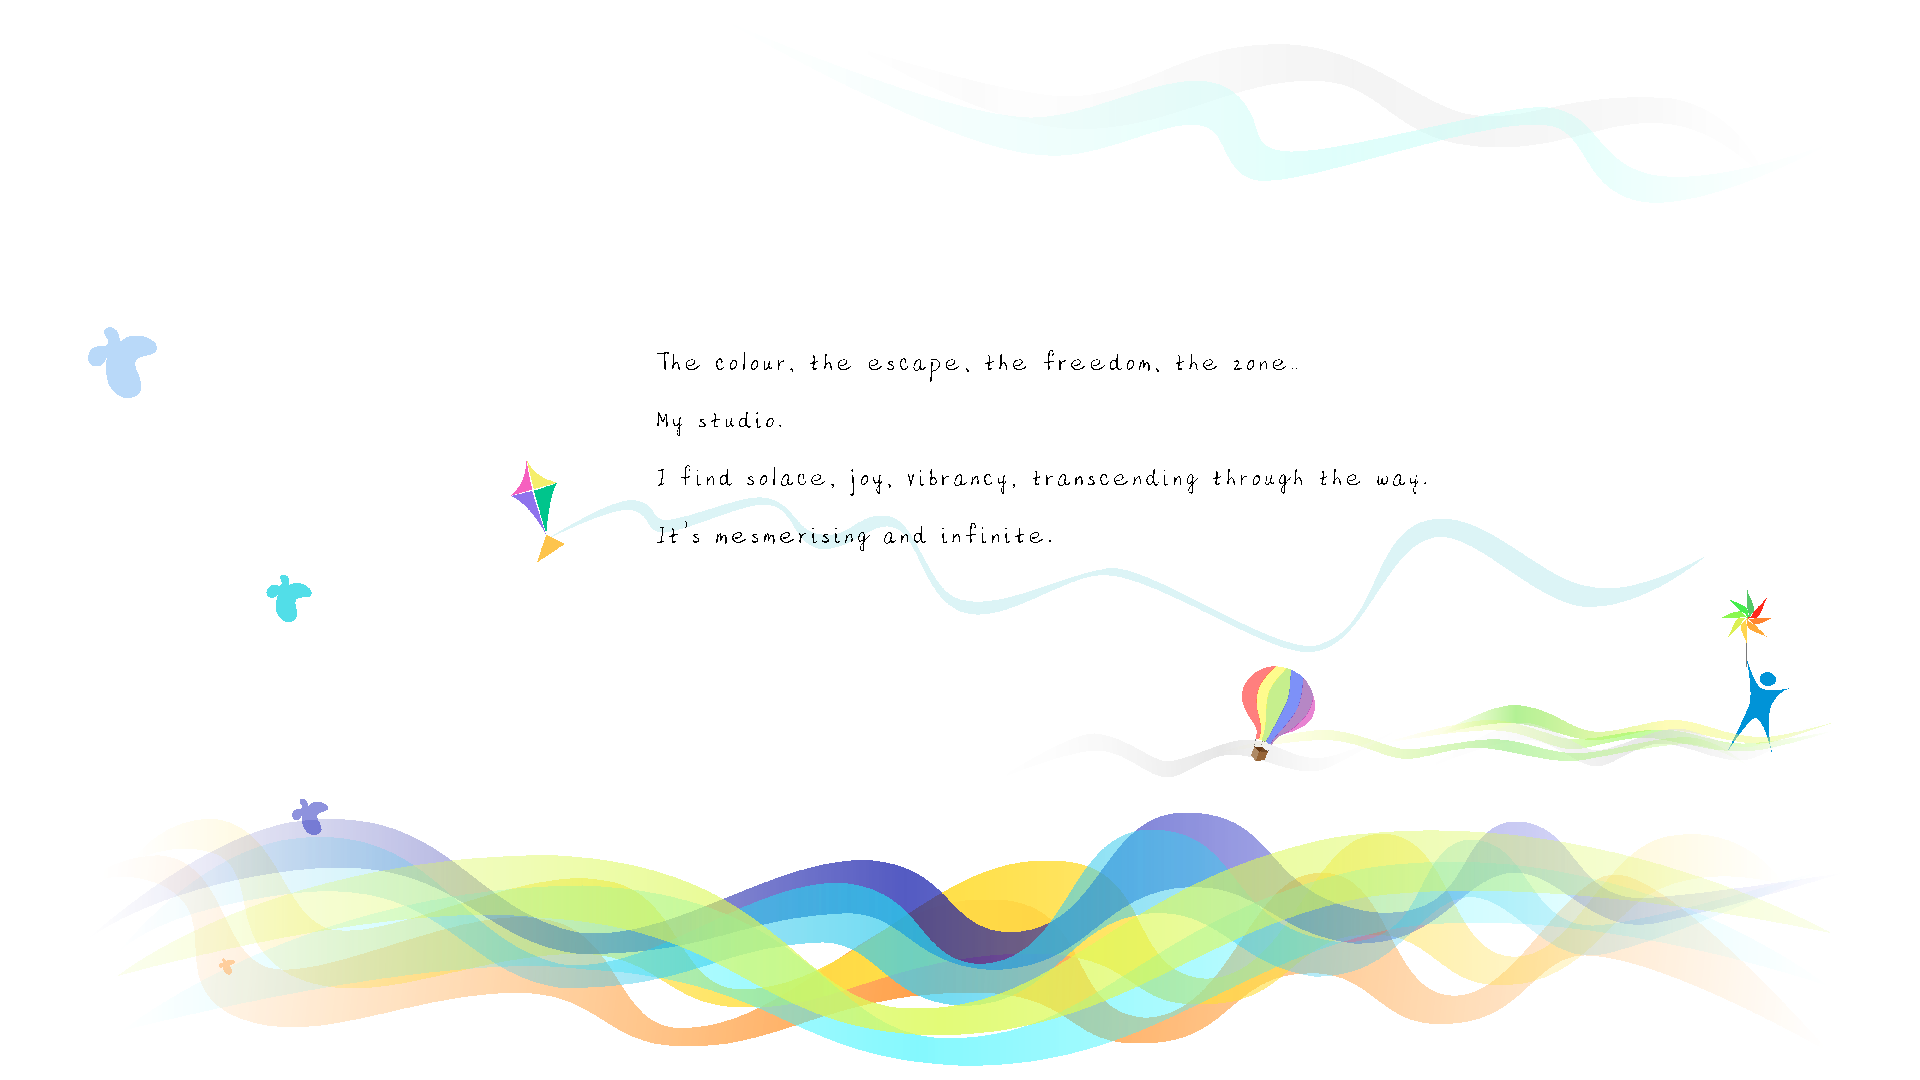 The colour, the escape, the freedom, the zone..
My studio.
I find solace, joy, vibrancy, transcending through the way.
It's mesmerising and infinite.